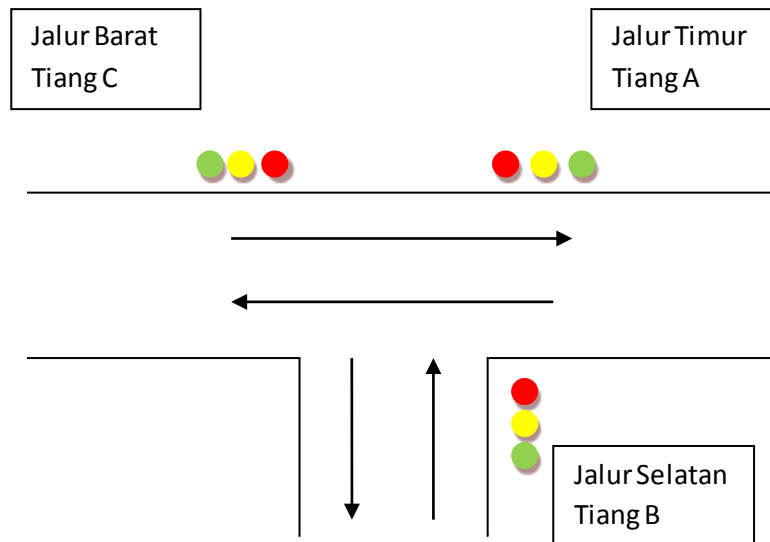 Jalur Barat
Tiang C
Jalur Timur
Tiang A
Jalur Selatan
Tiang B